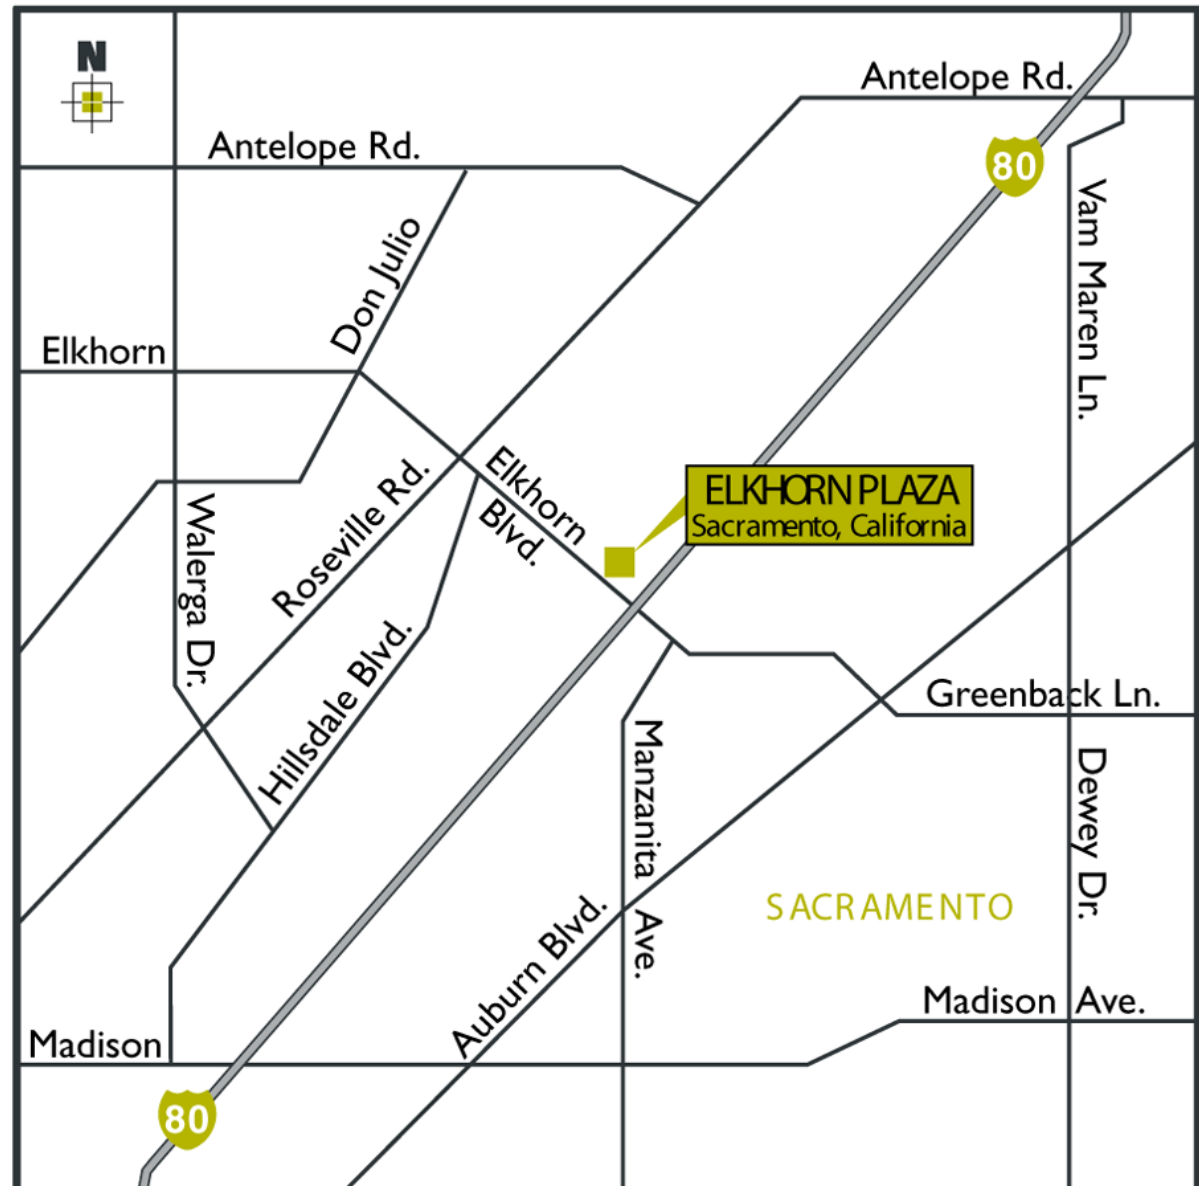 N
Antelope Rd.
Antelope Rd.
80
Don Julio
Vam Maren Ln.
Elkhorn
Elkhorn
Blvd.
Roseville Rd.
ELKHORN PLAZA
Sacramento, California
Walerga Dr.
Hillsdale Blvd.
Greenback Ln.
Manzanita Ave.
Dewey Dr.
SACRAMENTO
Auburn Blvd.
Madison Ave.
Madison
80